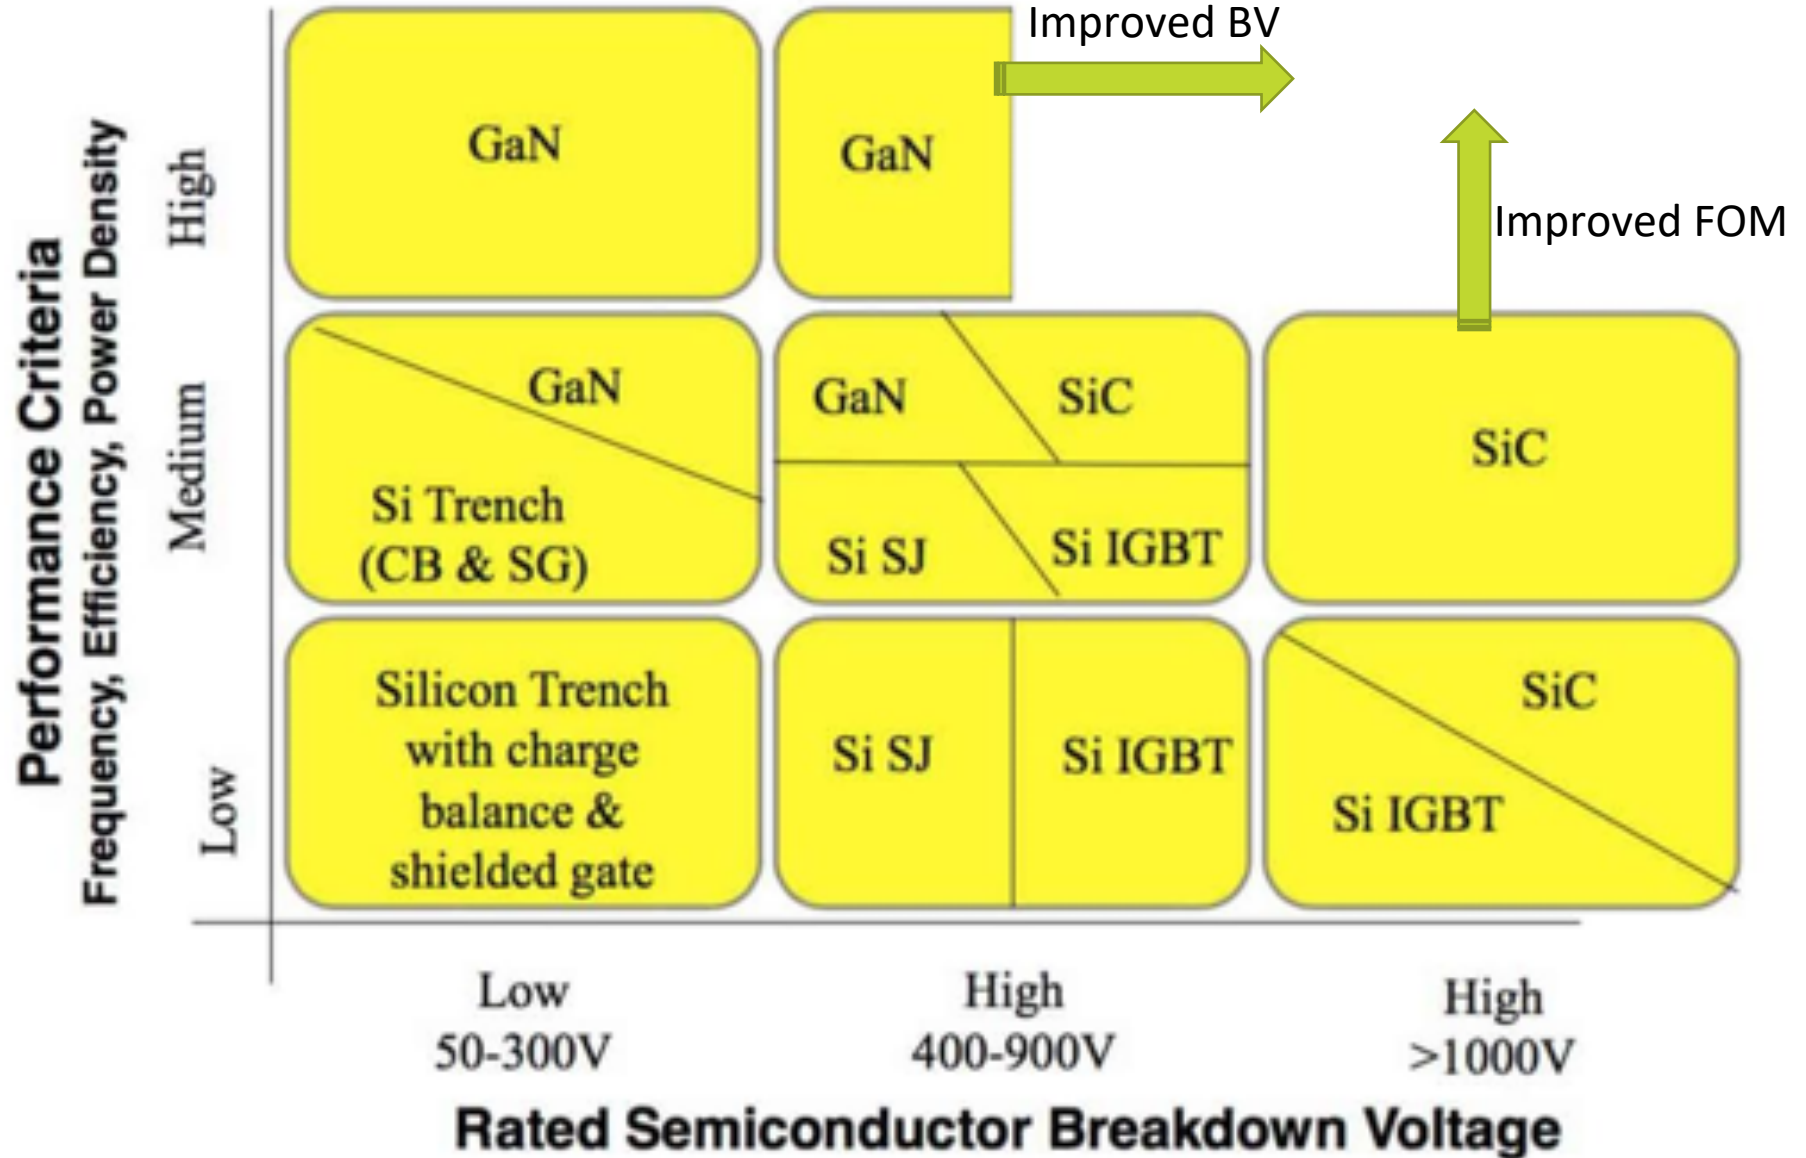 Performance Criteria
Frequency, Efficiency, Power Density
High
Medium
Low
GaN
GaN
Improved BV
Improved FOM
GaN
Si Trench
(CB & SG)
GaN
SiC
Si SJ
Si IGBT
SiC
Silicon Trench
with charge
balance &
shielded gate
Si SJ
Si IGBT
SiC
Si IGBT
Low
50-300V
High
400-900V
High
>1000V
Rated Semiconductor Breakdown Voltage